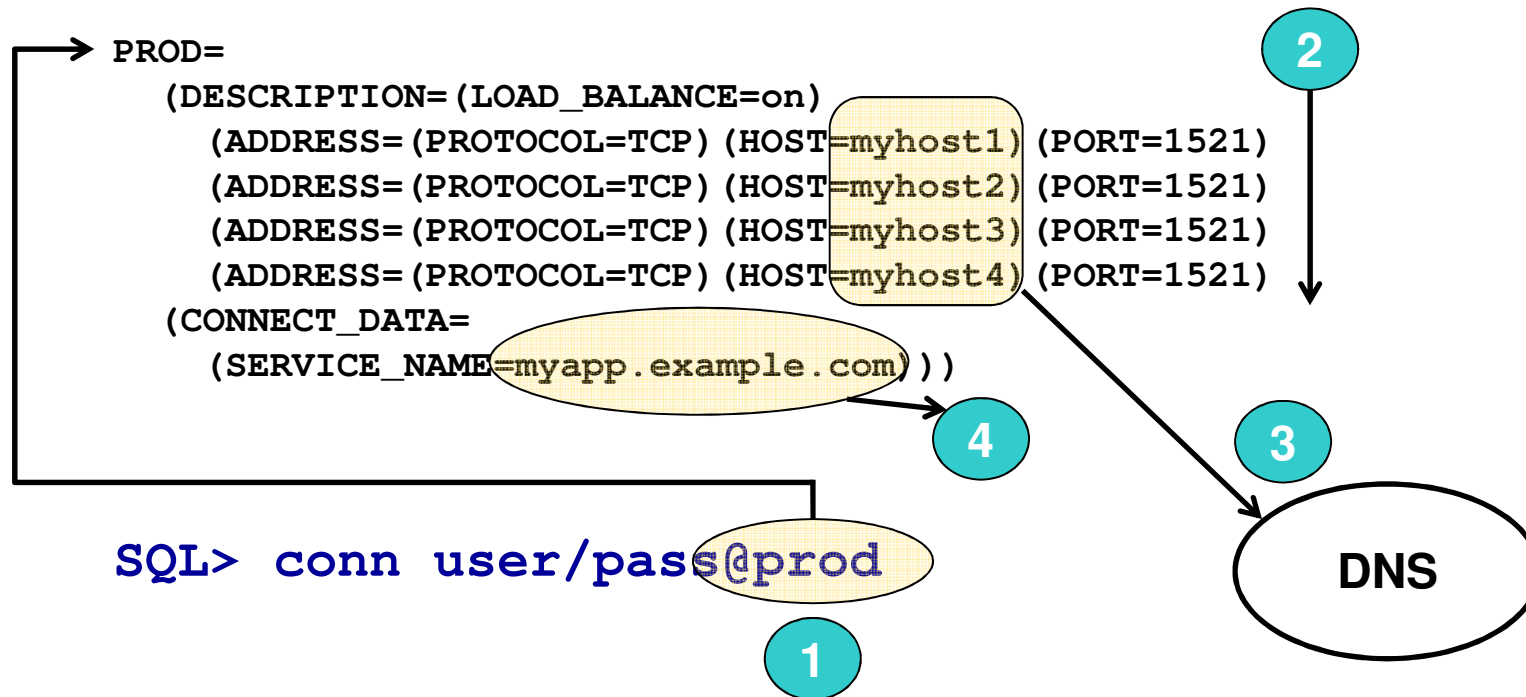 PROD=
2
(DESCRIPTION=(LOAD_BALANCE=on)
(ADDRESS=(PROTOCOL=TCP)(HOST=myhost1)(PORT=1521)
(ADDRESS=(PROTOCOL=TCP)(HOST=myhost2)(PORT=1521)
(ADDRESS=(PROTOCOL=TCP)(HOST=myhost3)(PORT=1521)
(ADDRESS=(PROTOCOL=TCP)(HOST=myhost4)(PORT=1521)
(CONNECT_DATA=
(SERVICE_NAME=myapp.example.com)))
4
3
SQL> conn user/pass@prod
DNS
1